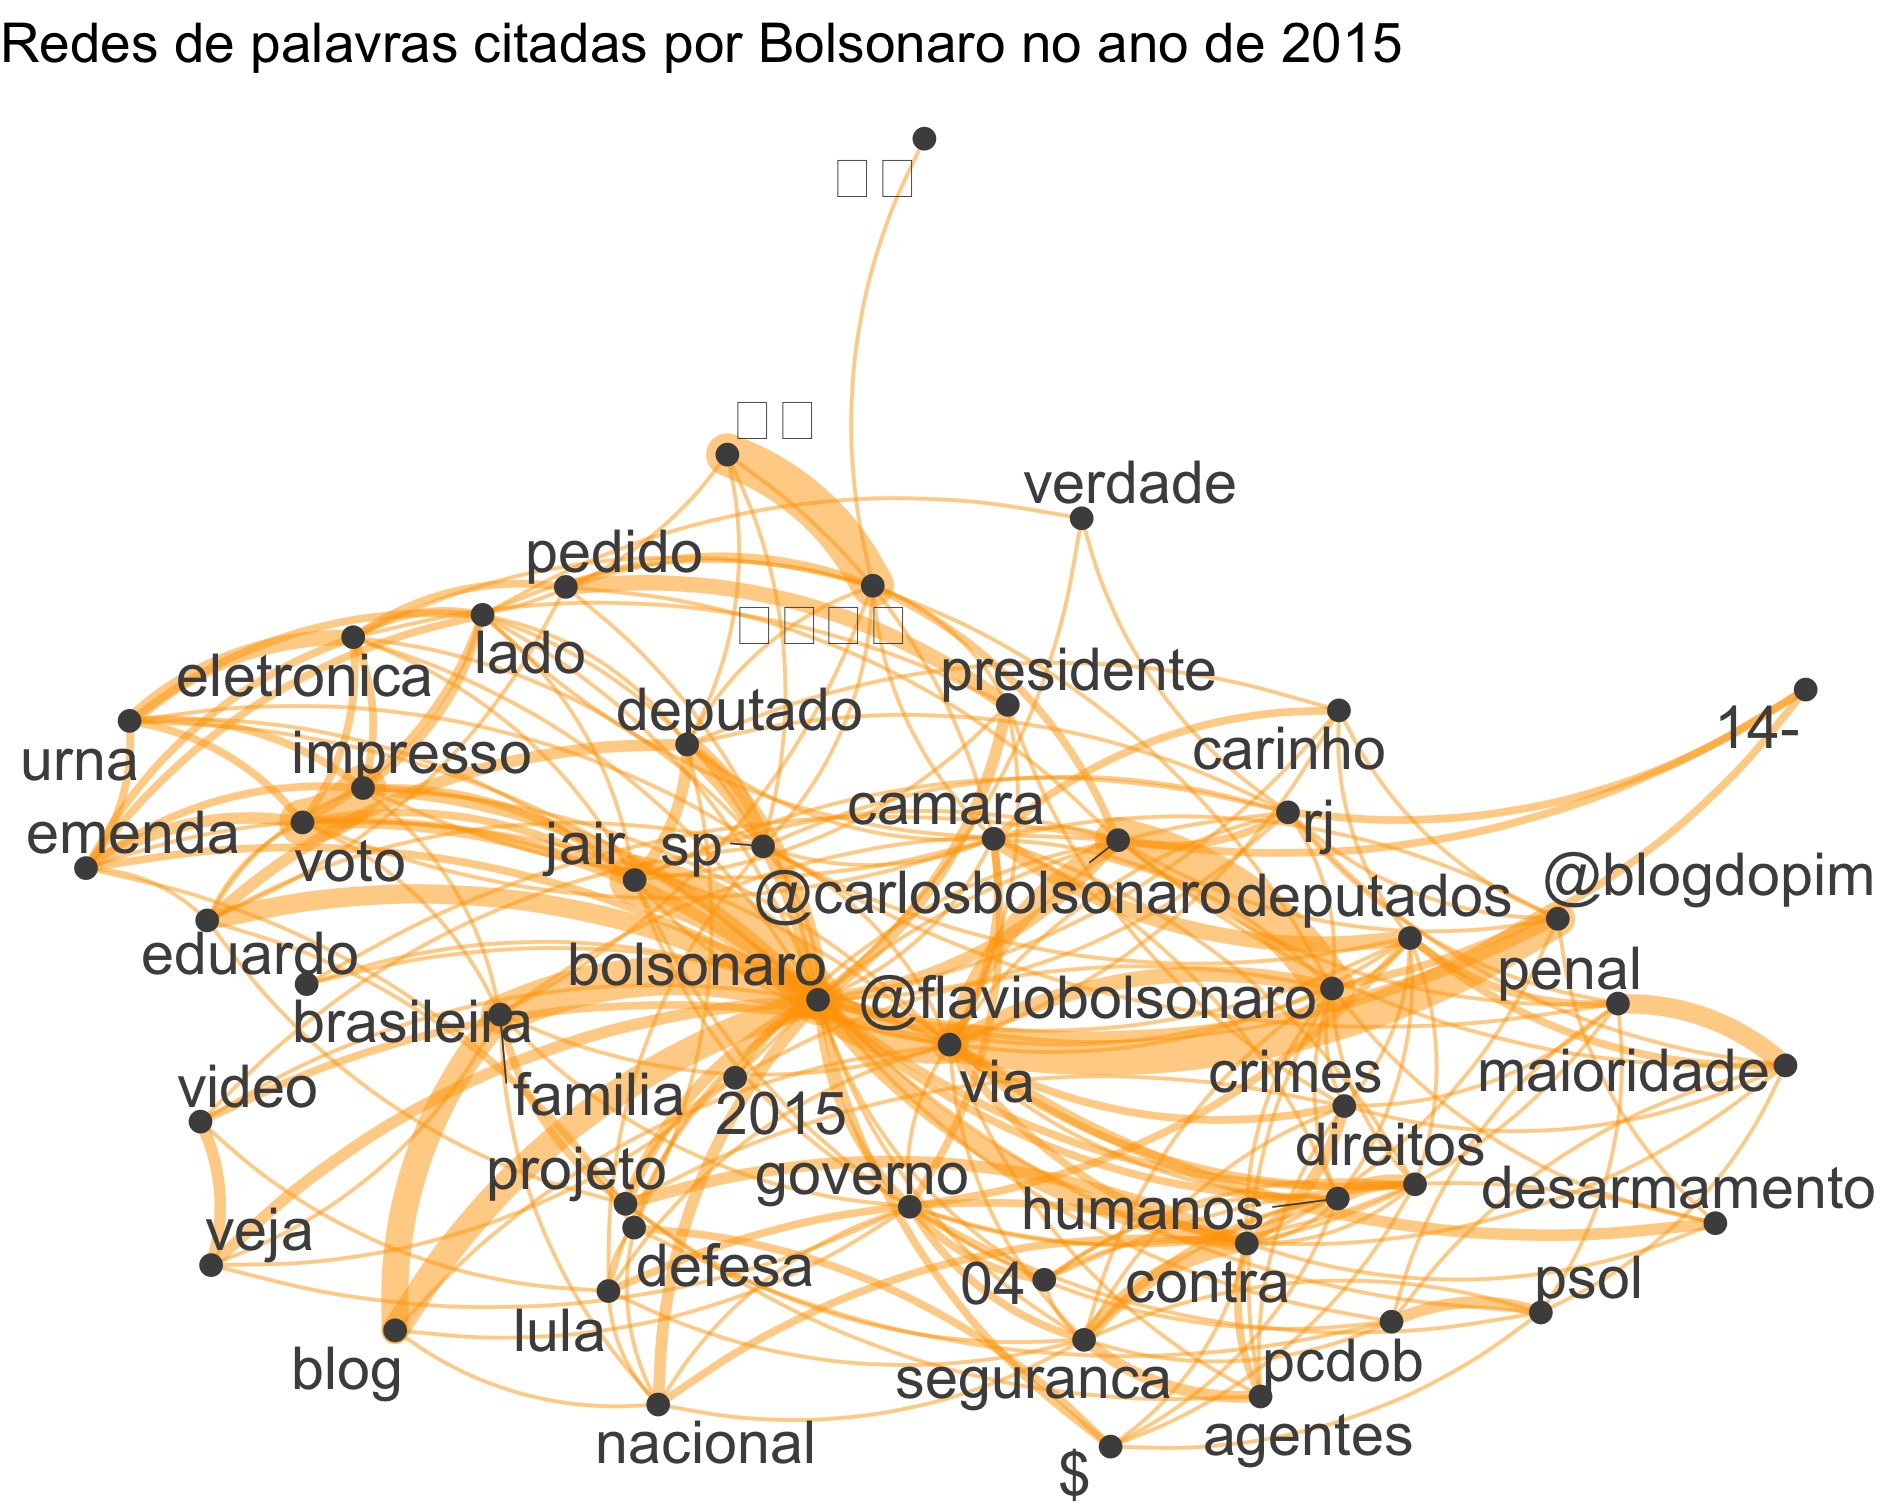 Redes de palavras citadas por Bolsonaro no ano de 2015
verdade
pedido
lado
eletronica
presidente
deputado
14-
urna
impresso
carinho
camara
rj
emenda
jair
sp
voto
@carlosbolsonaro
deputados
@blogdopim
eduardo
bolsonaro
penal
@flaviobolsonaro
brasileira
crimes
maioridade
video
familia
via
2015
direitos
projeto
governo
desarmamento
humanos
veja
defesa
04
contra
psol
lula
blog
seguranca
pcdob
nacional
agentes
$